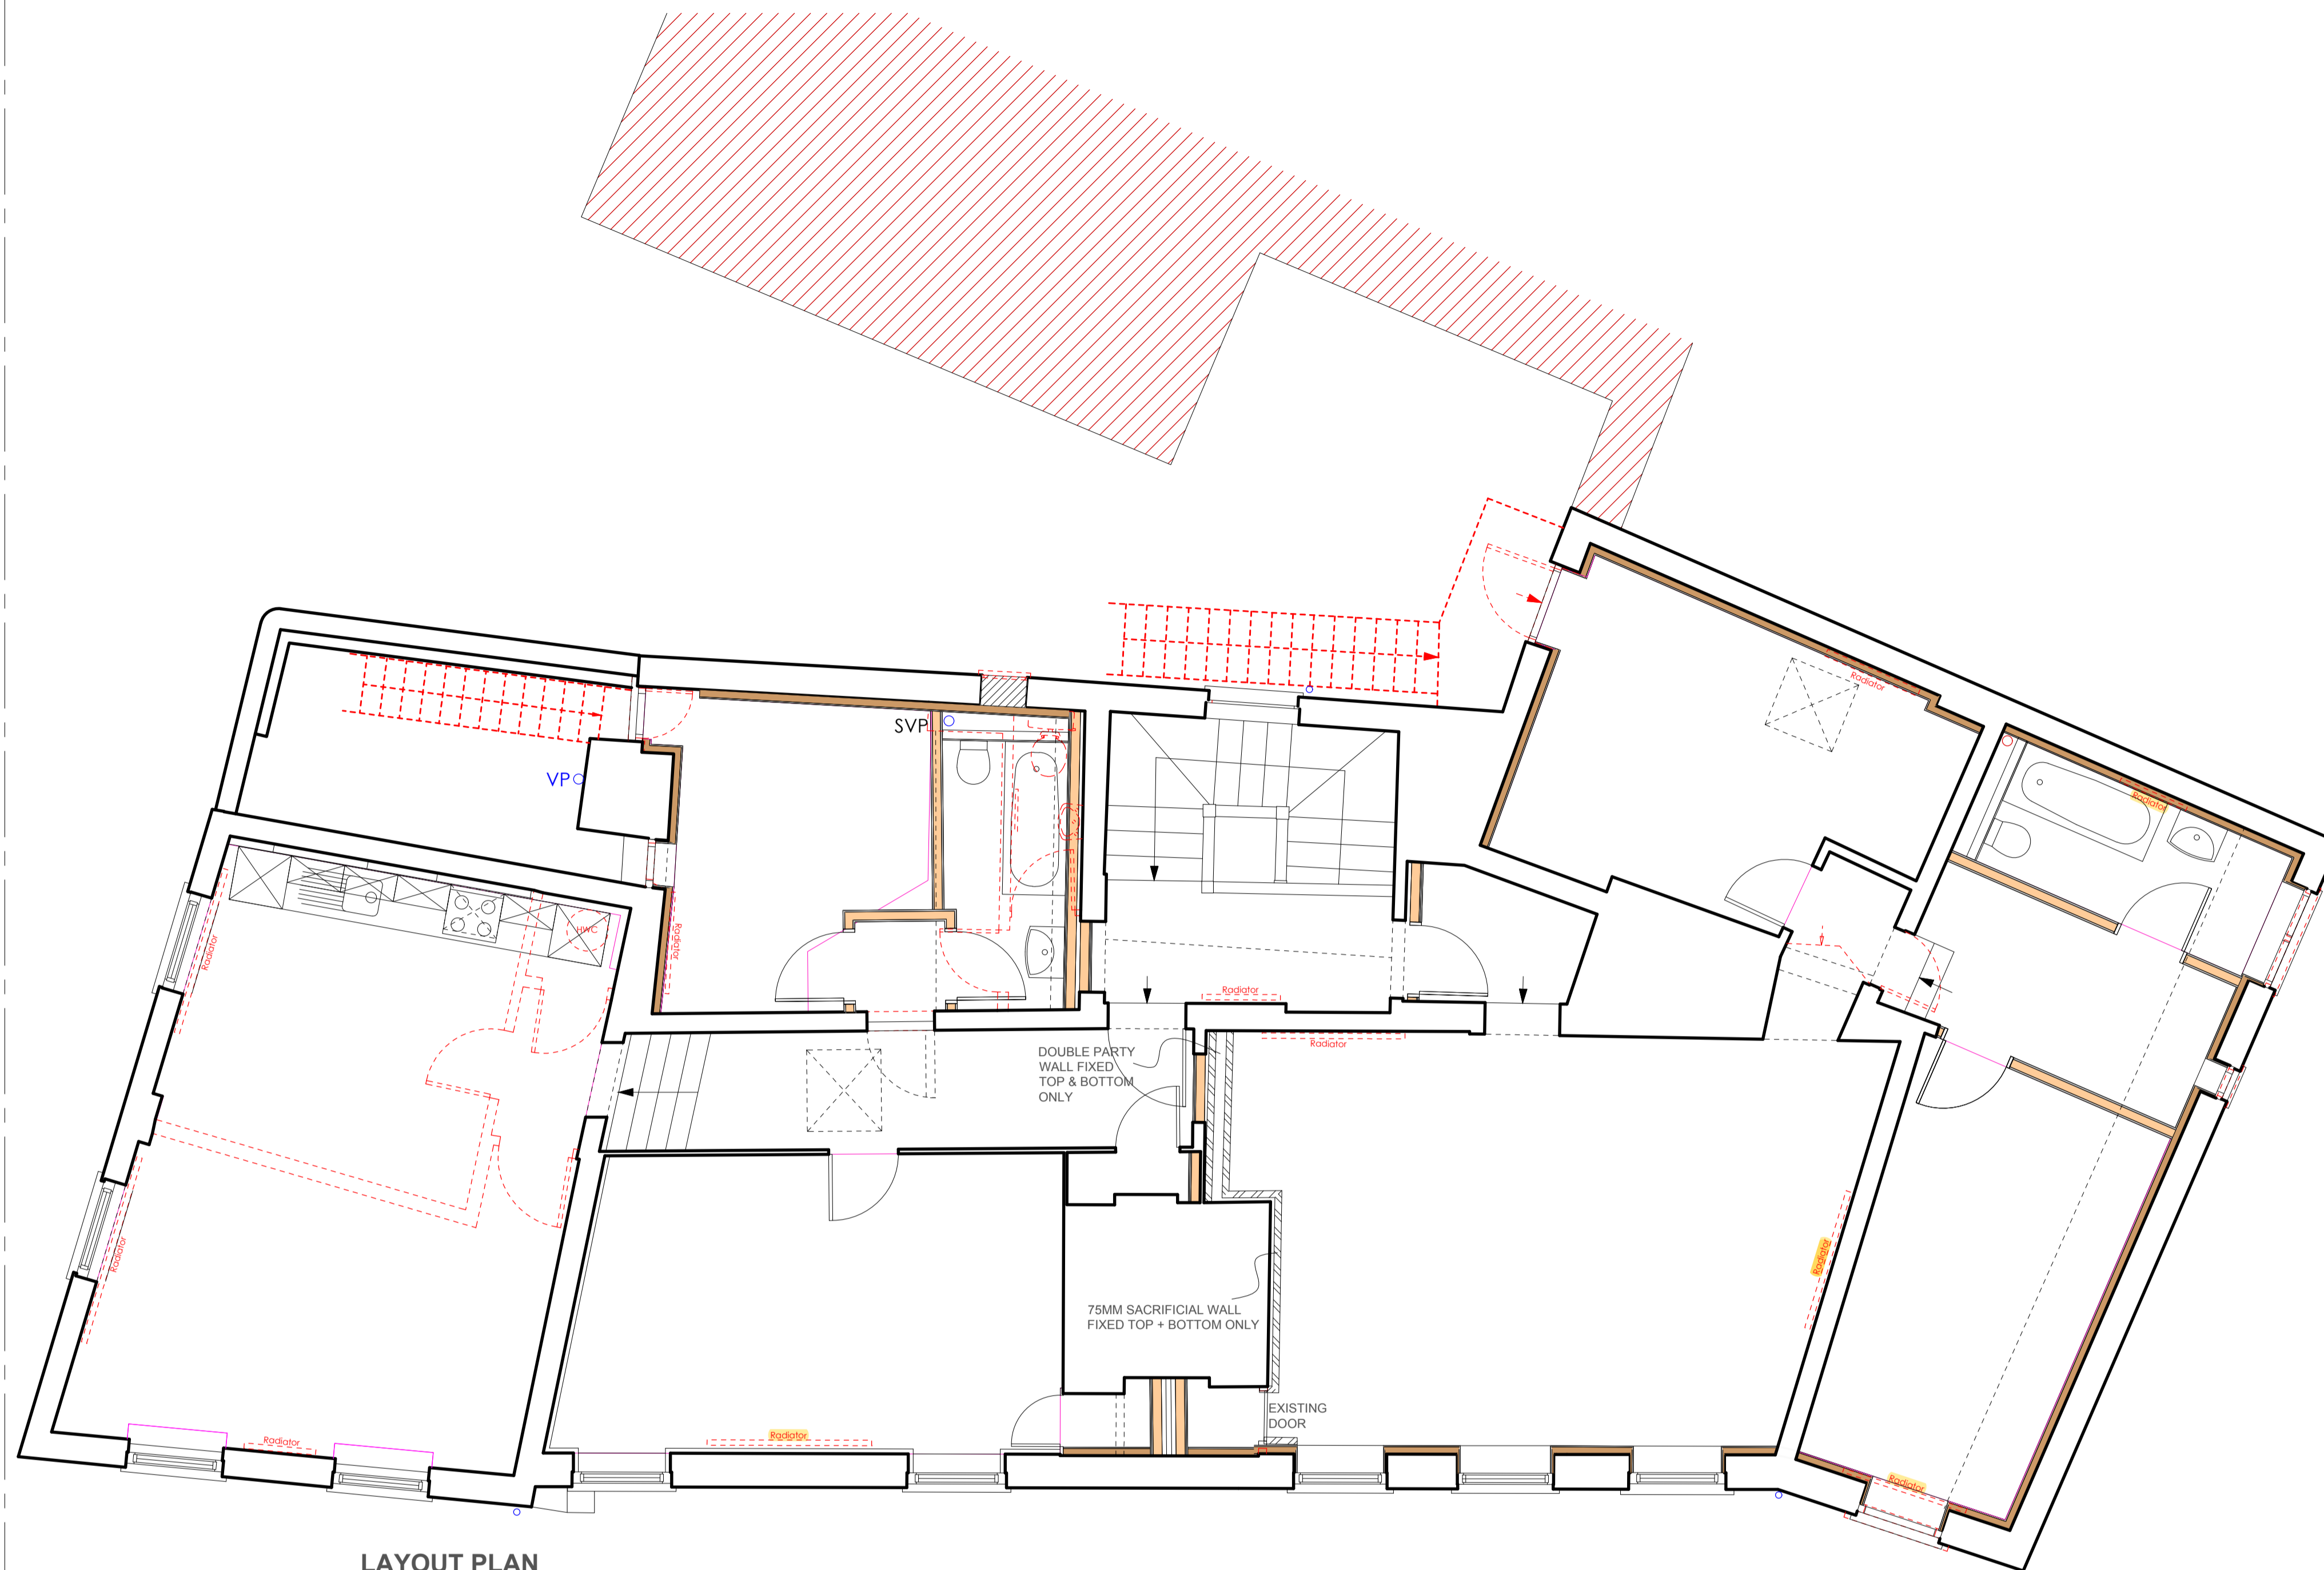 Radiator
SVP
VP
Radiator
HWC
Radiator
Radiator
Radiator
Radiator
DOUBLE PARTY
WALL FIXED
TOP & BOTTOM
ONLY
Radiator
Radiator
Radiator
75MM SACRIFICIAL WALL
FIXED TOP + BOTTOM ONLY
EXISTING
DOOR
Radiator
Radiator
Radiator
LAYOUT PLAN